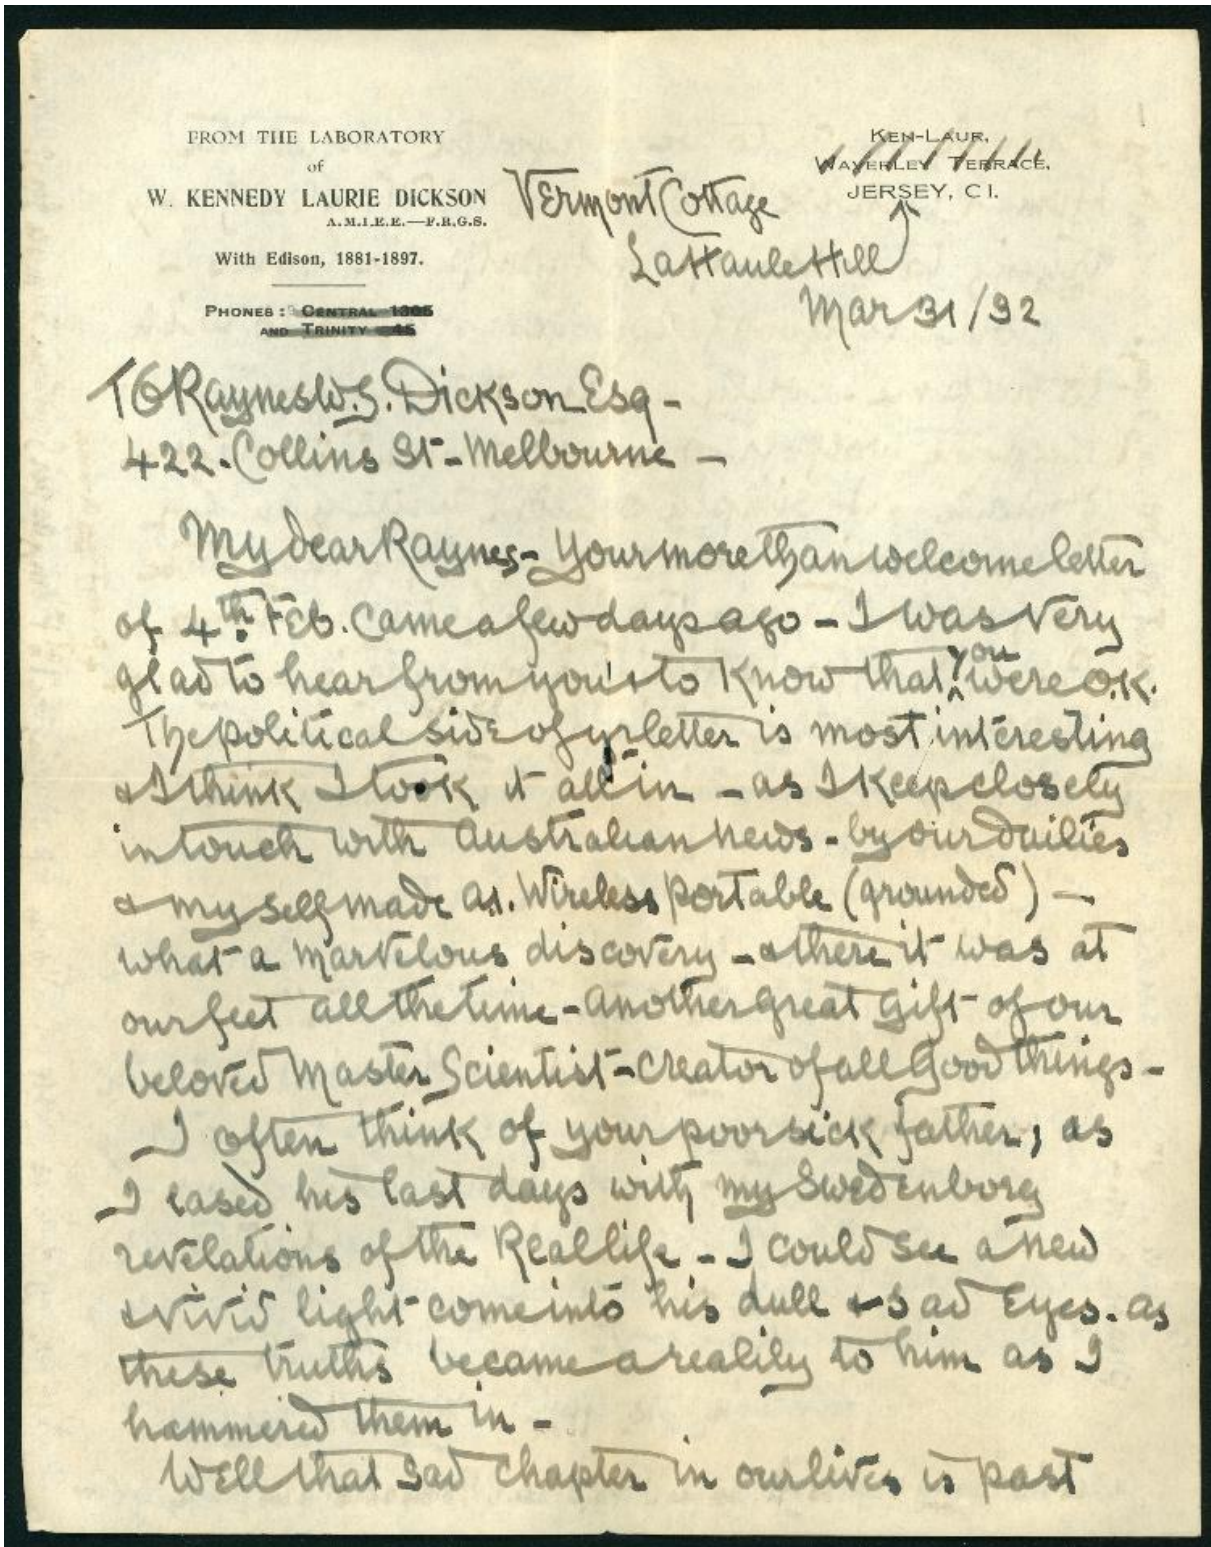 FROM THE LABORATORY
of
W. KENNEDY LAURIE DICKSON
A.M.I.E.E.—F.R.G.S.
With Edison, 1881-1897.
PHONES: CENTRAL 1305
AND TRINITY 45
KEN-LAUR,
WAVERLEY TERRACE,
JERSEY, C I.
Vermont Cottage
La Haule Hill
Mar 31/32
To Raynes W. S. Dickson Esq -
422. Collins St - Melbourne -
My dear Raynes - Your more than welcome letter
of 4th Feb. came a few days ago - I was very
glad to hear from you & to know that you were O.K.
The political side of yr letter is most interesting
& I think I took it all in - as I keep closely
in touch with Australian news - by our dailies
& my self made A1. Wireless portable (grounded) -
what a marvelous discovery - & there it was at
our feet all the time - another great gift of our
beloved Master Scientist - Creator of all Good things -
I often think of your poor sick father, as
I eased his last days with my Swedenborg
revelations of the Real life - I could see a new
& vivid light come into his dull & sad Eyes. as
these truths became a reality to him as I
hammered them in -
Well that sad chapter in our lives is past